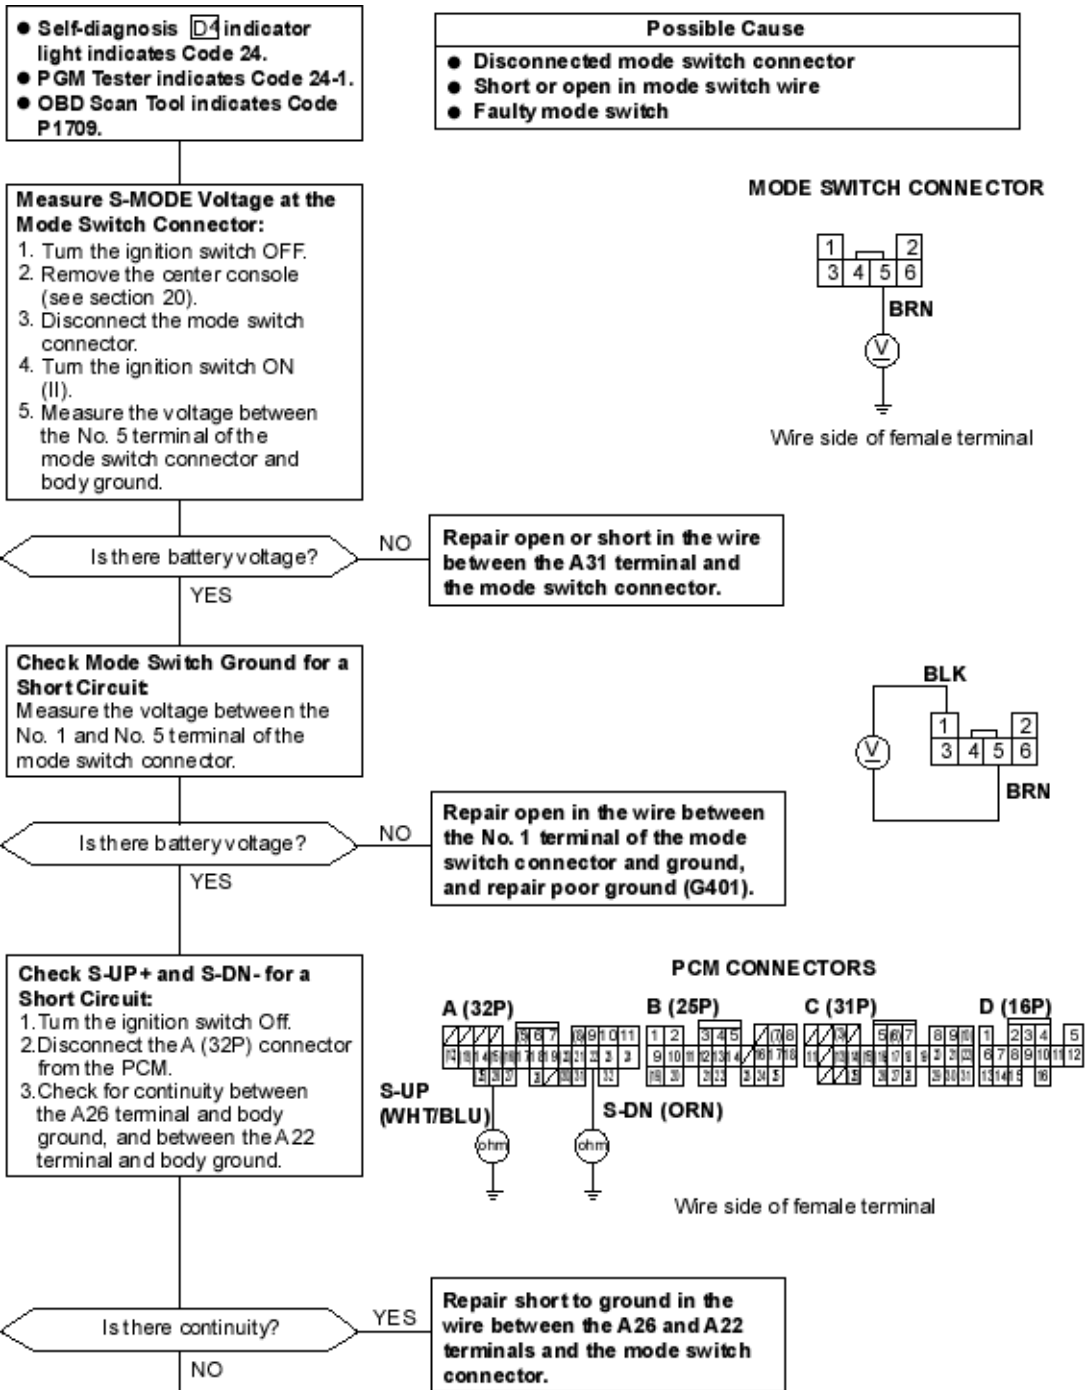 ● Self-diagnosis D4 indicator
light indicates Code 24.
● PGM Tester indicates Code 24-1.
● OBD Scan Tool indicates Code
P1709.
Possible Cause
● Disconnected mode switch connector
● Short or open in mode switch wire
● Faulty mode switch
Measure S-MODE Voltage at the
Mode Switch Connector:
1. Turn the ignition switch OFF.
2. Remove the center console
(see section 20).
3. Disconnect the mode switch
connector.
4. Turn the ignition switch ON
(II).
5. Measure the voltage between
the No. 5 terminal of the
mode switch connector and
body ground.
MODE SWITCH CONNECTOR
1 2
3 4 5 6
BRN
V
Wire side of female terminal
Is there battery voltage?
NO
YES
Repair open or short in the wire
between the A31 terminal and
the mode switch connector.
Check Mode Switch Ground for a
Short Circuit:
Measure the voltage between the
No. 1 and No. 5 terminal of the
mode switch connector.
BLK
1 2
3 4 5 6
V
BRN
Is there battery voltage?
NO
YES
Repair open in the wire between
the No. 1 terminal of the mode
switch connector and ground,
and repair poor ground (G401).
Check S-UP+ and S-DN- for a
Short Circuit:
1. Turn the ignition switch Off.
2. Disconnect the A (32P) connector
from the PCM.
3. Check for continuity between
the A26 terminal and body
ground, and between the A22
terminal and body ground.
PCM CONNECTORS
A (32P) B (25P) C (31P) D (16P)
S-UP
(WHT/BLU)
S-DN (ORN)
ohm ohm
Wire side of female terminal
Is there continuity?
YES
NO
Repair short to ground in the
wire between the A26 and A22
terminals and the mode switch
connector.